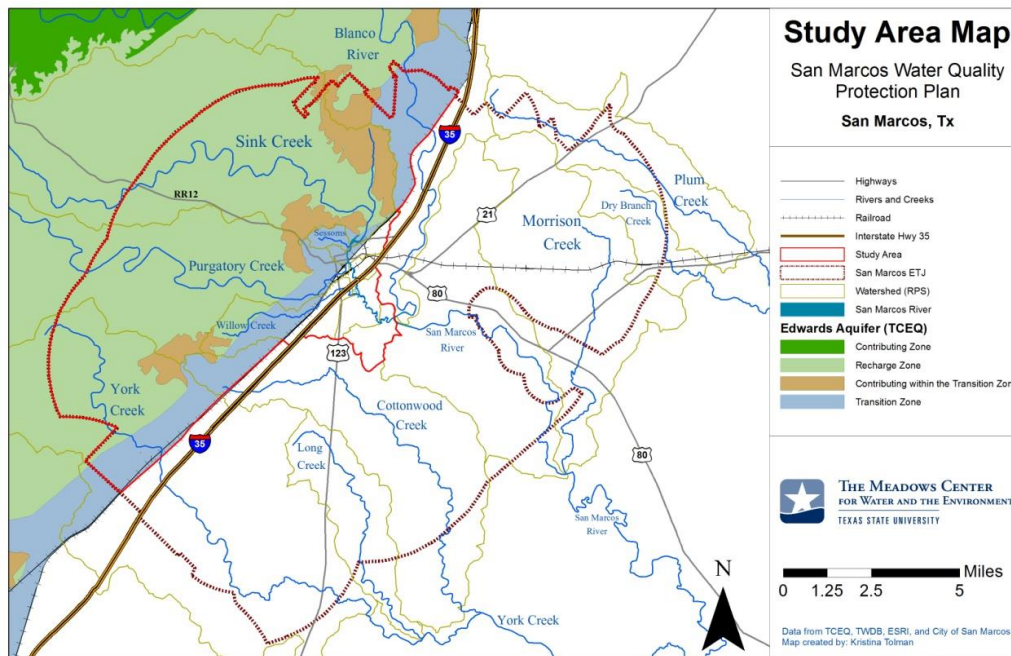 Study Area Map
San Marcos Water Quality
Protection Plan
San Marcos, Tx
Highways
Rivers and Creeks
Railroad
Interstate Hwy 35
Study Area
San Marcos ETJ
Watershed (RPS)
San Marcos River
Edwards Aquifer (TCEQ)
Contributing Zone
Recharge Zone
Contributing within the Transition Zon
Transition Zone
THE MEADOWS CENTER
FOR WATER AND THE ENVIRONMENT
TEXAS STATE UNIVERSITY
Miles
0 1.25 2.5 5
Data from TCEQ, TWDB, ESRI, and City of San Marcos
Map created by: Kristina Tolman
Blanco
River
Sink Creek
35
RR12
21
Plum
Creek
Dry Branch
Creek
Morrison
Creek
Sessoms
Purgatory Creek
80
Willow Creek
San Marcos
River
123
York
Creek
Cottonwood
Creek
35
Long
Creek
80
San Marcos
River
N
York Creek